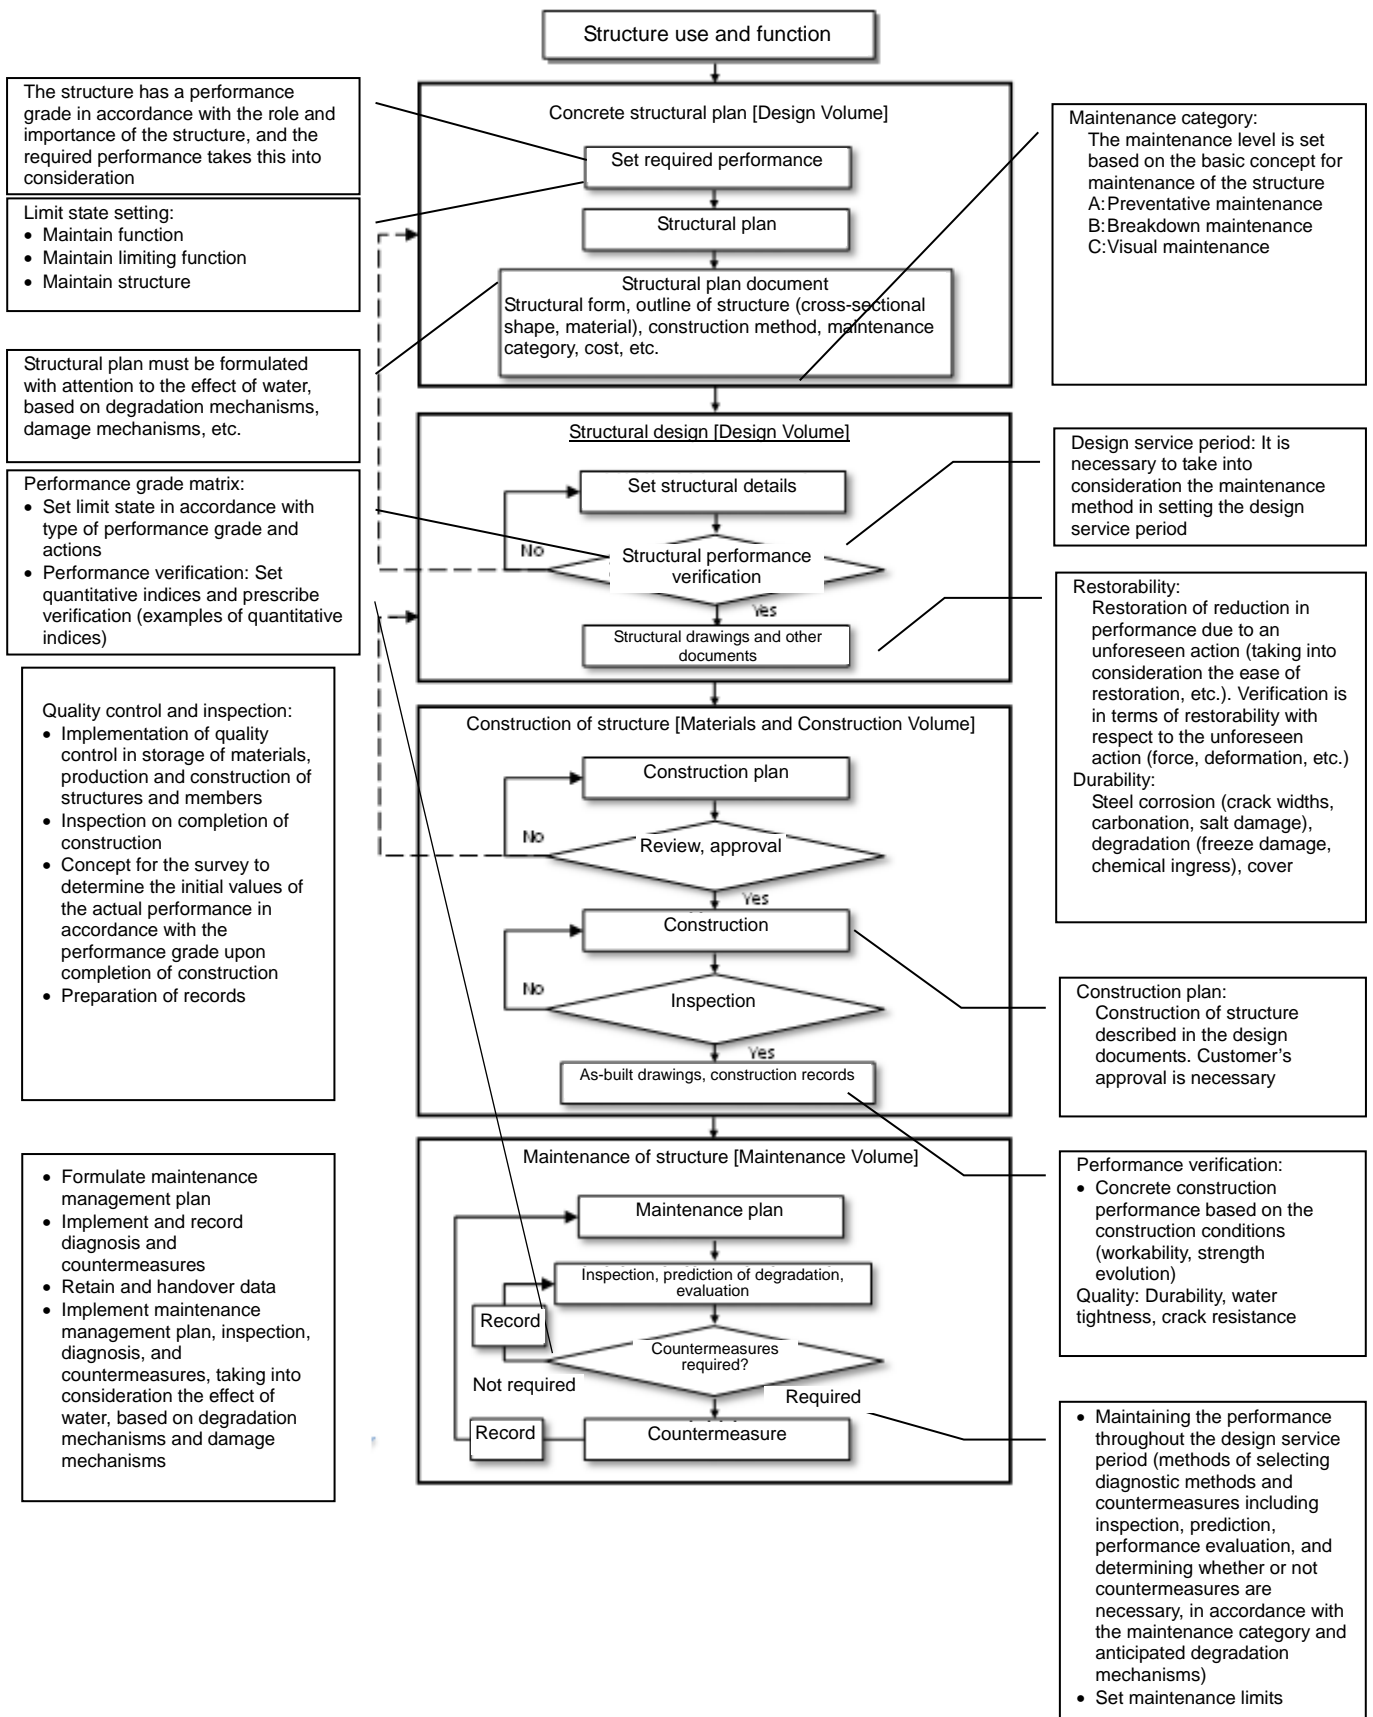 Structure use and function
The structure has a performance
grade in accordance with the role and
importance of the structure, and the
required performance takes this into
consideration
Limit state setting:
• Maintain function
• Maintain limiting function
• Maintain structure
Structural plan must be formulated
with attention to the effect of water,
based on degradation mechanisms,
damage mechanisms, etc.
Performance grade matrix:
• Set limit state in accordance with
type of performance grade and
actions
• Performance verification: Set
quantitative indices and prescribe
verification (examples of quantitative
indices)
Quality control and inspection:
• Implementation of quality
control in storage of materials,
production and construction of
structures and members
• Inspection on completion of
construction
• Concept for the survey to
determine the initial values of
the actual performance in
accordance with the
performance grade upon
completion of construction
• Preparation of records
• Formulate maintenance
management plan
• Implement and record
diagnosis and
countermeasures
• Retain and handover data
• Implement maintenance
management plan, inspection,
diagnosis, and
countermeasures, taking into
consideration the effect of
water, based on degradation
mechanisms and damage
mechanisms
Concrete structural plan [Design Volume]
Set required performance
Structural plan
Structural plan document
Structural form, outline of structure (cross-sectional
shape, material), construction method, maintenance
category, cost, etc.
Structural design [Design Volume]
Set structural details
No
Structural performance
verification
Yes
Structural drawings and other
documents
Construction of structure [Materials and Construction Volume]
Construction plan
No
Review, approval
Yes
Construction
No
Inspection
Yes
As-built drawings, construction records
Maintenance of structure [Maintenance Volume]
Maintenance plan
Inspection, prediction of degradation,
evaluation
Record
Countermeasures
required?
Not required
Required
Record
Countermeasure
Maintenance category:
The maintenance level is set
based on the basic concept for
maintenance of the structure
A:Preventative maintenance
B:Breakdown maintenance
C:Visual maintenance
Design service period: It is
necessary to take into
consideration the maintenance
method in setting the design
service period
Restorability:
Restoration of reduction in
performance due to an
unforeseen action (taking into
consideration the ease of
restoration, etc.). Verification is
in terms of restorability with
respect to the unforeseen
action (force, deformation, etc.)
Durability:
Steel corrosion (crack widths,
carbonation, salt damage),
degradation (freeze damage,
chemical ingress), cover
Construction plan:
Construction of structure
described in the design
documents. Customer's
approval is necessary
Performance verification:
• Concrete construction
performance based on the
construction conditions
(workability, strength
evolution)
Quality: Durability, water
tightness, crack resistance
• Maintaining the performance
throughout the design service
period (methods of selecting
diagnostic methods and
countermeasures including
inspection, prediction,
performance evaluation, and
determining whether or not
countermeasures are
necessary, in accordance with
the maintenance category and
anticipated degradation
mechanisms)
• Set maintenance limits